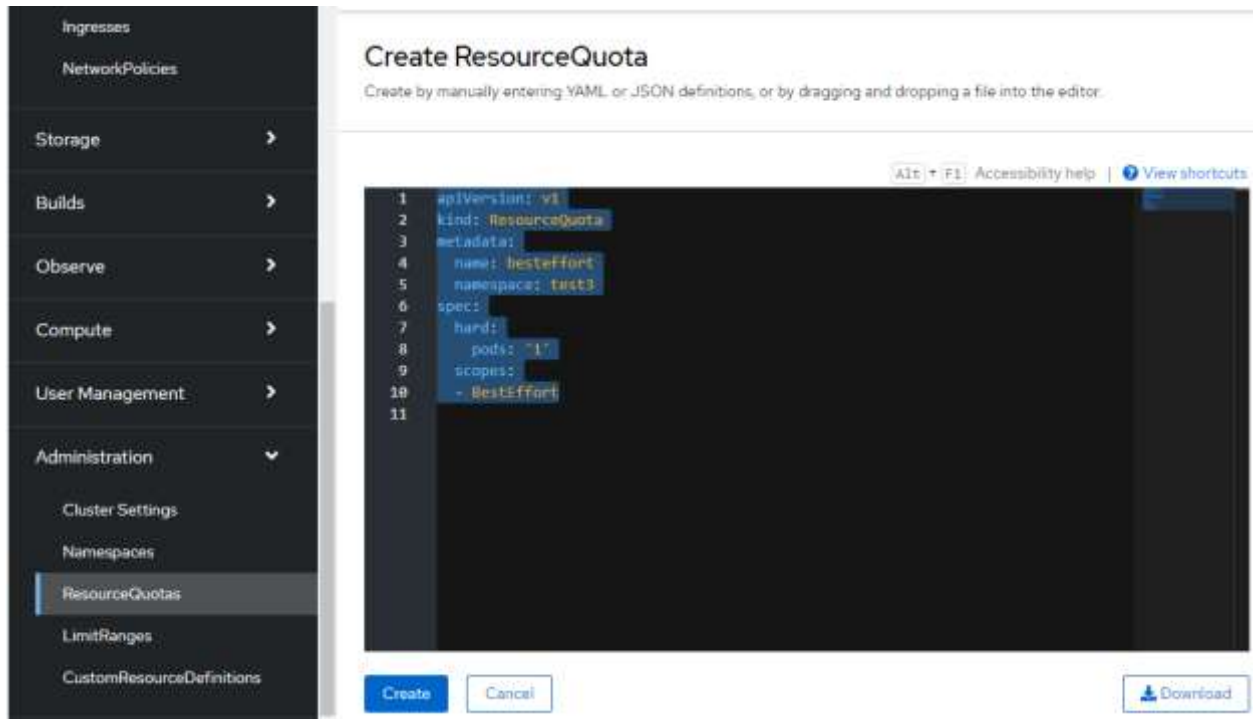 Ingresses
NetworkPolicies
Storage
Builds
Observe
Compute
User Management
Administration
Cluster Settings
Namespaces
ResourceQuotas
LimitRanges
CustomResourceDefinitions
Create ResourceQuota
Create by manually entering YAML or JSON definitions, or by dragging and dropping a file into the editor.
Alt + F1 Accessibility help | View shortcuts
1 apiVersion: v1
2 kind: ResourceQuota
3 metadata:
4 name: besteffort
5 namespace: test3
6 spec:
7 hard:
8 pods: "1"
9 scopes:
10 - BestEffort
11
Create Cancel Download